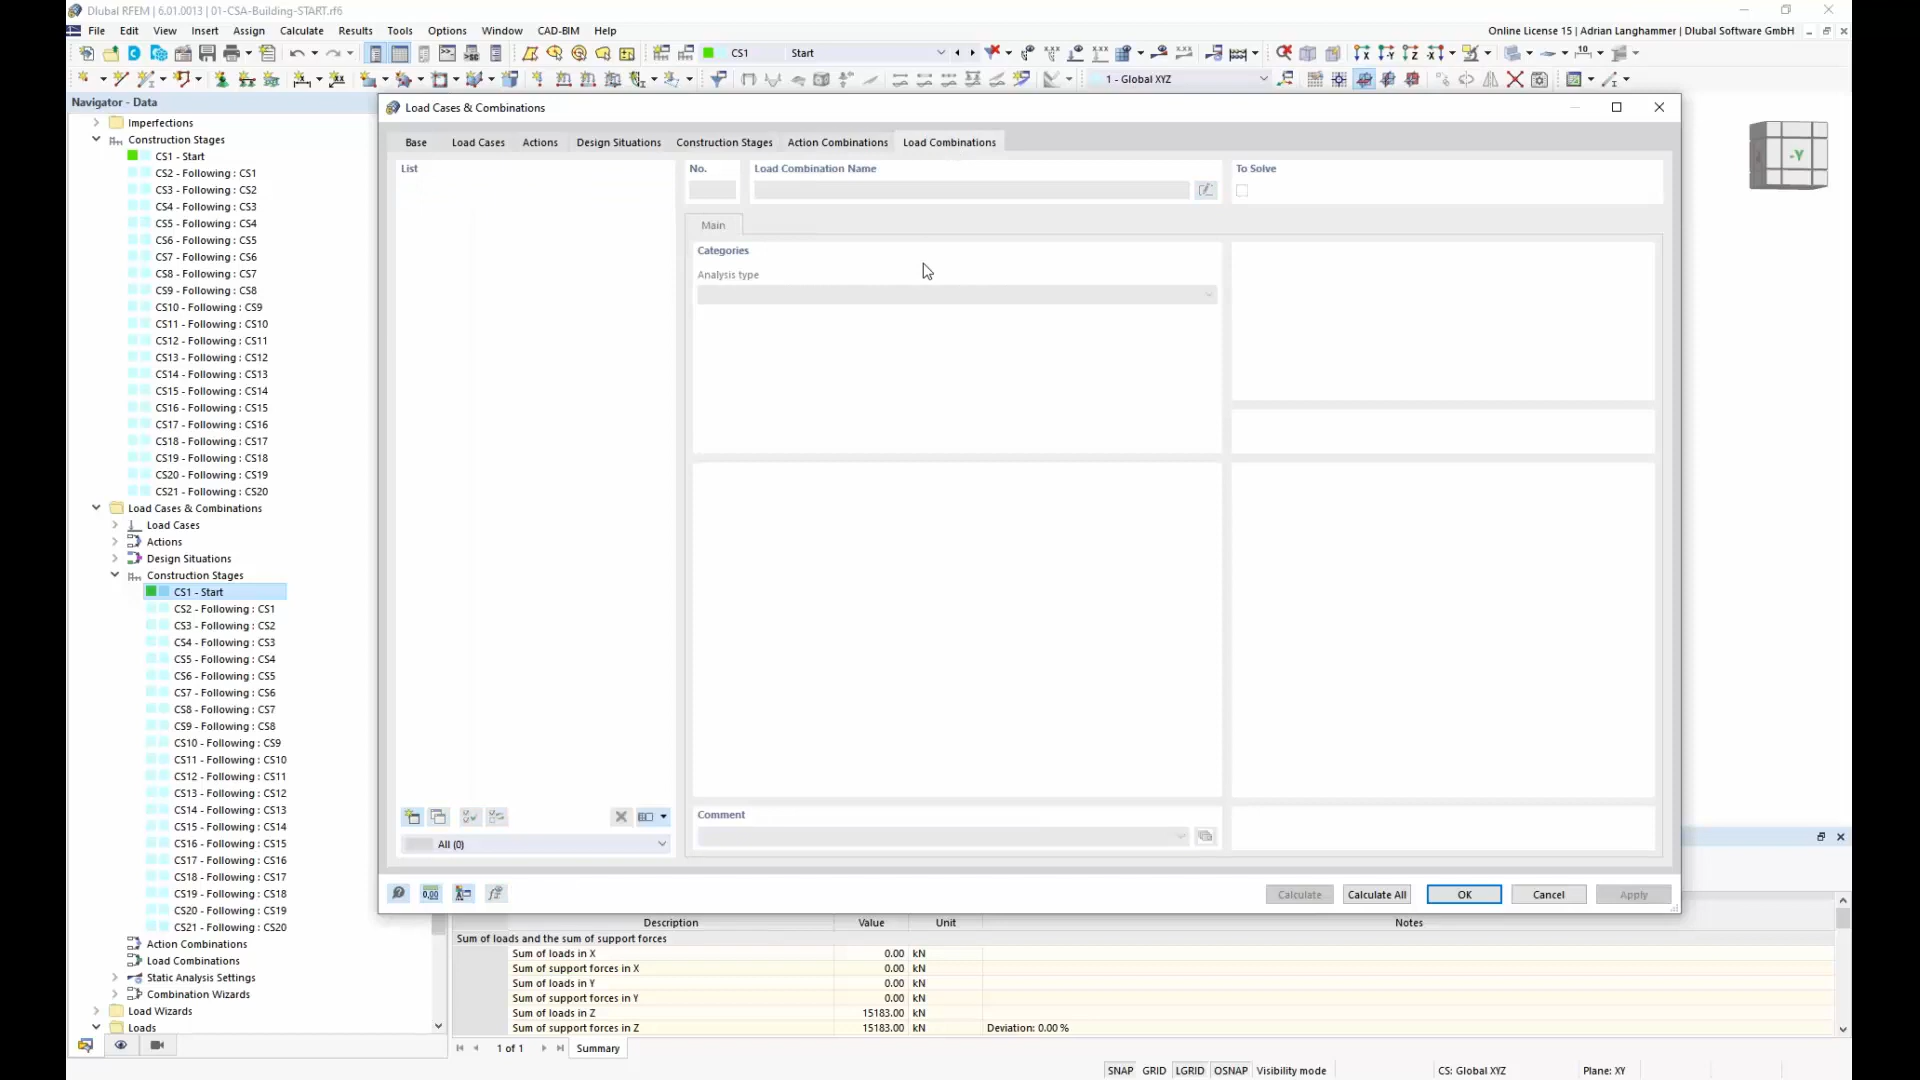 Dlubal RFEM | 6.01.0013 | 01-CSA-Building-START.rf6
File Edit View Insert Assign Calculate Results Tools Options Window CAD-BIM Help
Online License 15 | Adrian Langhammer | Dlubal Software GmbH
CS1 Start
1 - Global XYZ
Navigator - Data
Imperfections
Construction Stages
CS1 - Start
CS2 - Following : CS1
CS3 - Following : CS2
CS4 - Following : CS3
CS5 - Following : CS4
CS6 - Following : CS5
CS7 - Following : CS6
CS8 - Following : CS7
CS9 - Following : CS8
CS10 - Following : CS9
CS11 - Following : CS10
CS12 - Following : CS11
CS13 - Following : CS12
CS14 - Following : CS13
CS15 - Following : CS14
CS16 - Following : CS15
CS17 - Following : CS16
CS18 - Following : CS17
CS19 - Following : CS18
CS20 - Following : CS19
CS21 - Following : CS20
Load Cases & Combinations
Load Cases
Actions
Design Situations
Construction Stages
CS1 - Start
CS2 - Following : CS1
CS3 - Following : CS2
CS4 - Following : CS3
CS5 - Following : CS4
CS6 - Following : CS5
CS7 - Following : CS6
CS8 - Following : CS7
CS9 - Following : CS8
CS10 - Following : CS9
CS11 - Following : CS10
CS12 - Following : CS11
CS13 - Following : CS12
CS14 - Following : CS13
CS15 - Following : CS14
CS16 - Following : CS15
CS17 - Following : CS16
CS18 - Following : CS17
CS19 - Following : CS18
CS20 - Following : CS19
CS21 - Following : CS20
Action Combinations
Load Combinations
Static Analysis Settings
Combination Wizards
Load Wizards
Loads
Load Cases & Combinations
Base Load Cases Actions Design Situations Construction Stages Action Combinations Load Combinations
List
No.
Load Combination Name
To Solve
Main
Categories
Analysis type
Comment
All (0)
Calculate Calculate All OK Cancel Apply
-Y
Description Value Unit Notes
Sum of loads and the sum of support forces
Sum of loads in X 0.00 kN
Sum of support forces in X 0.00 kN
Sum of loads in Y 0.00 kN
Sum of support forces in Y 0.00 kN
Sum of loads in Z 15183.00 kN
Sum of support forces in Z 15183.00 kN Deviation: 0.00 %
1 of 1 Summary
SNAP GRID LGRID OSNAP Visibility mode CS: Global XYZ Plane: XY